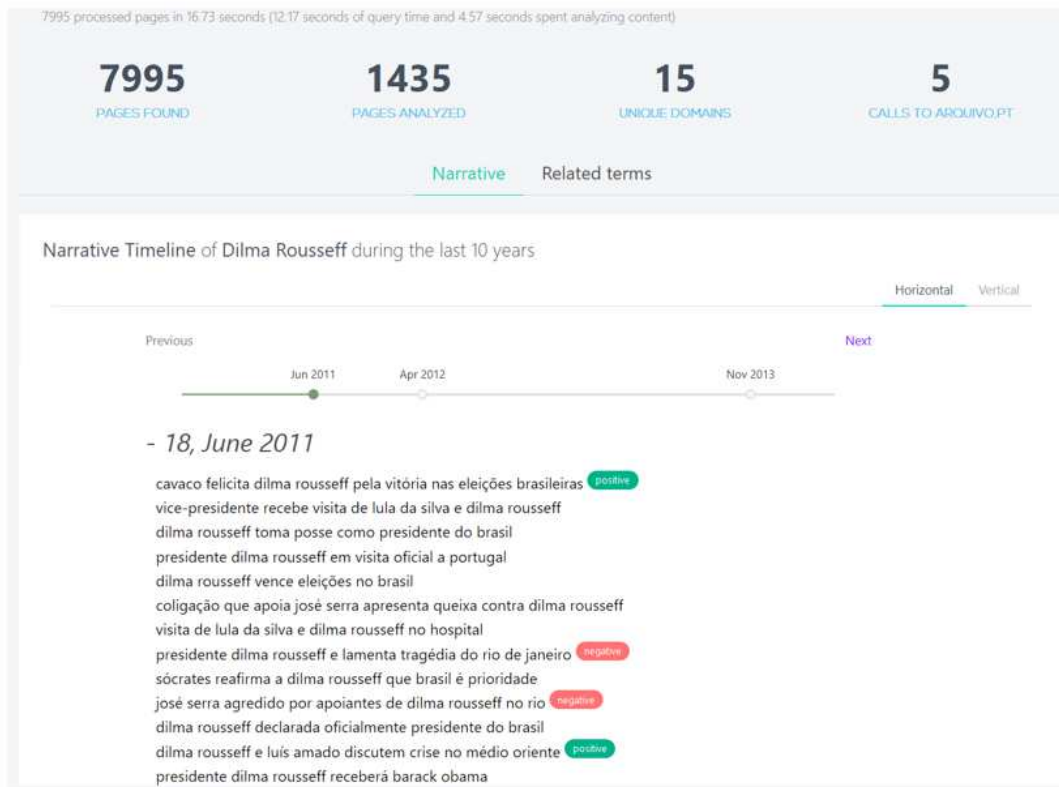 7995 processed pages in 16.73 seconds (12.17 seconds of query time and 4.57 seconds spent analyzing content)
7995 1435 15 5
PAGES FOUND PAGES ANALYZED UNIQUE DOMAINS CALLS TO ARQUIVO.PT
Narrative Related terms
Narrative Timeline of Dilma Rousseff during the last 10 years
Horizontal Vertical
Previous Next
Jun 2011 Apr 2012 Nov 2013
- 18, June 2011
cavaco felicita dilma rousseff pela vitória nas eleições brasileiras positive
vice-presidente recebe visita de lula da silva e dilma rousseff
dilma rousseff toma posse como presidente do brasil
presidente dilma rousseff em visita oficial a portugal
dilma rousseff vence eleições no brasil
coligação que apoia josé serra apresenta queixa contra dilma rousseff
visita de lula da silva e dilma rousseff no hospital
presidente dilma rousseff e lamenta tragédia do rio de janeiro negative
sócrates reafirma a dilma rousseff que brasil é prioridade
josé serra agredido por apoiantes de dilma rousseff no rio negative
dilma rousseff declarada oficialmente presidente do brasil
dilma rousseff e luís amado discutem crise no médio oriente positive
presidente dilma rousseff receberá barack obama